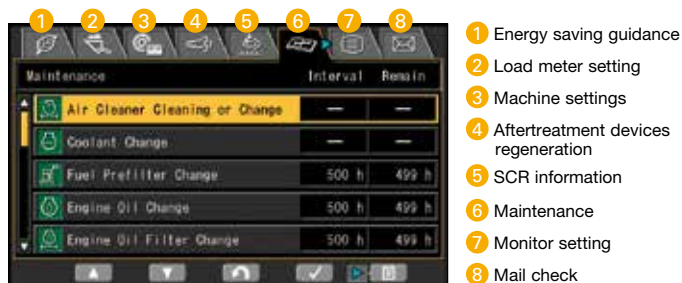 1 2 3 4 5 6 7 8
Maintenance Interval Remain
Air Cleaner Cleaning or Change — —
Coolant Change — —
Fuel Prefilter Change 500 h 499 h
Engine Oil Change 500 h 499 h
Engine Oil Filter Change 500 h 499 h
1 Energy saving guidance
2 Load meter setting
3 Machine settings
4 Aftertreatment devices
regeneration
5 SCR information
6 Maintenance
7 Monitor setting
8 Mail check